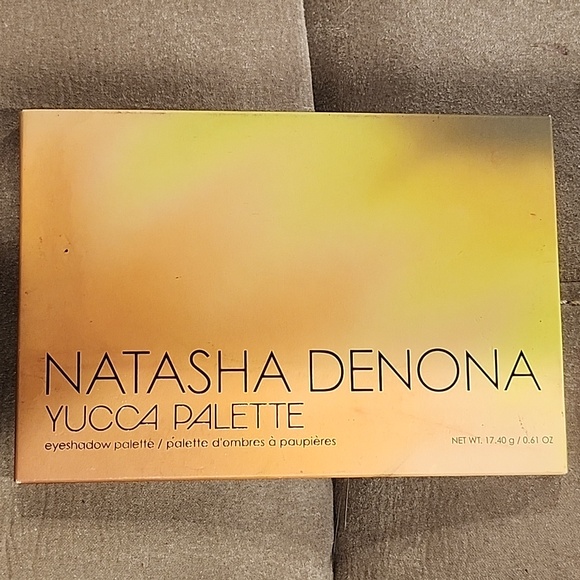 NATASHA DENONA
YUCCA PALETTE
eyeshadow palette / palette d'ombres à paupières
NET WT. 17.40 g / 0.61 OZ